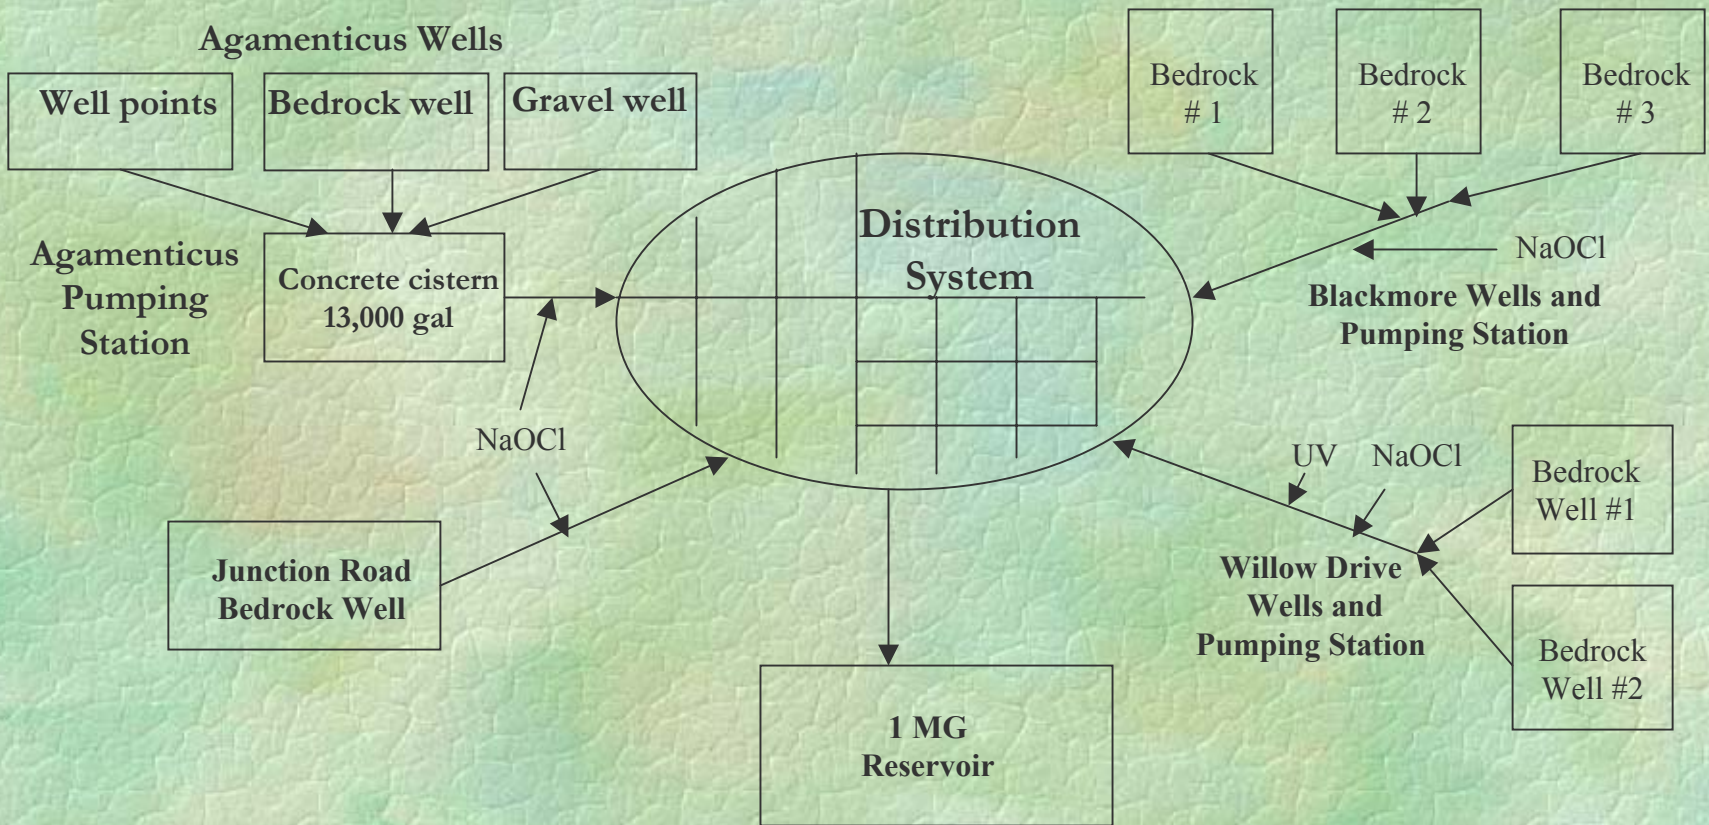 Agamenticus Wells
Well points
Bedrock well
Gravel well
Agamenticus
Pumping
Station
Concrete cistern
13,000 gal
NaOCl
Junction Road
Bedrock Well
Distribution
System
1 MG
Reservoir
Bedrock
# 1
Bedrock
# 2
Bedrock
# 3
NaOCl
Blackmore Wells and
Pumping Station
UV
NaOCl
Bedrock
Well #1
Willow Drive
Wells and
Pumping Station
Bedrock
Well #2